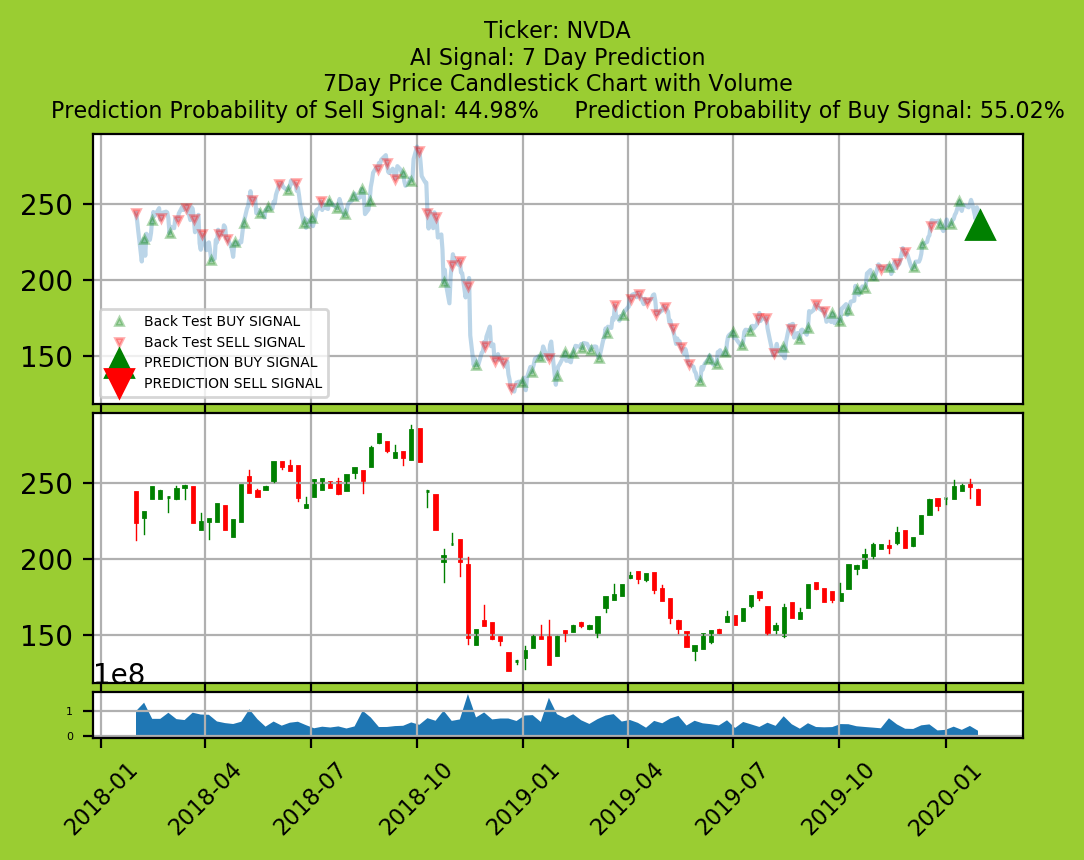 Ticker: NVDA
AI Signal: 7 Day Prediction
7Day Price Candlestick Chart with Volume
Prediction Probability of Sell Signal: 44.98% Prediction Probability of Buy Signal: 55.02%
250
200
150
Back Test BUY SIGNAL
Back Test SELL SIGNAL
PREDICTION BUY SIGNAL
PREDICTION SELL SIGNAL
250
200
150
1e8
1
0
2018-01
2018-04
2018-07
2018-10
2019-01
2019-04
2019-07
2019-10
2020-01